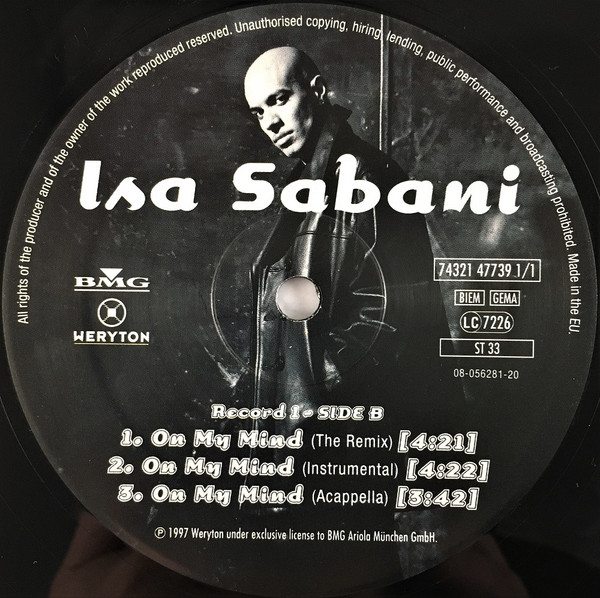 All rights of the producer and of the owner of the work reproduced reserved. Unauthorised copying, hiring, lending, public performance and broadcasting prohibited. Made in the EU.
Isa Sabani
BMG
WERYTON
74321 47739 1/1
BIEM GEMA
LC 7226
ST 33
08-056281-20
Record 1 - SIDE B
1. On My Mind (The Remix) [4:21]
2. On My Mind (Instrumental) [4:22]
3. On My Mind (Acappella) [3:42]
℗ 1997 Weryton under exclusive license to BMG Ariola München GmbH.